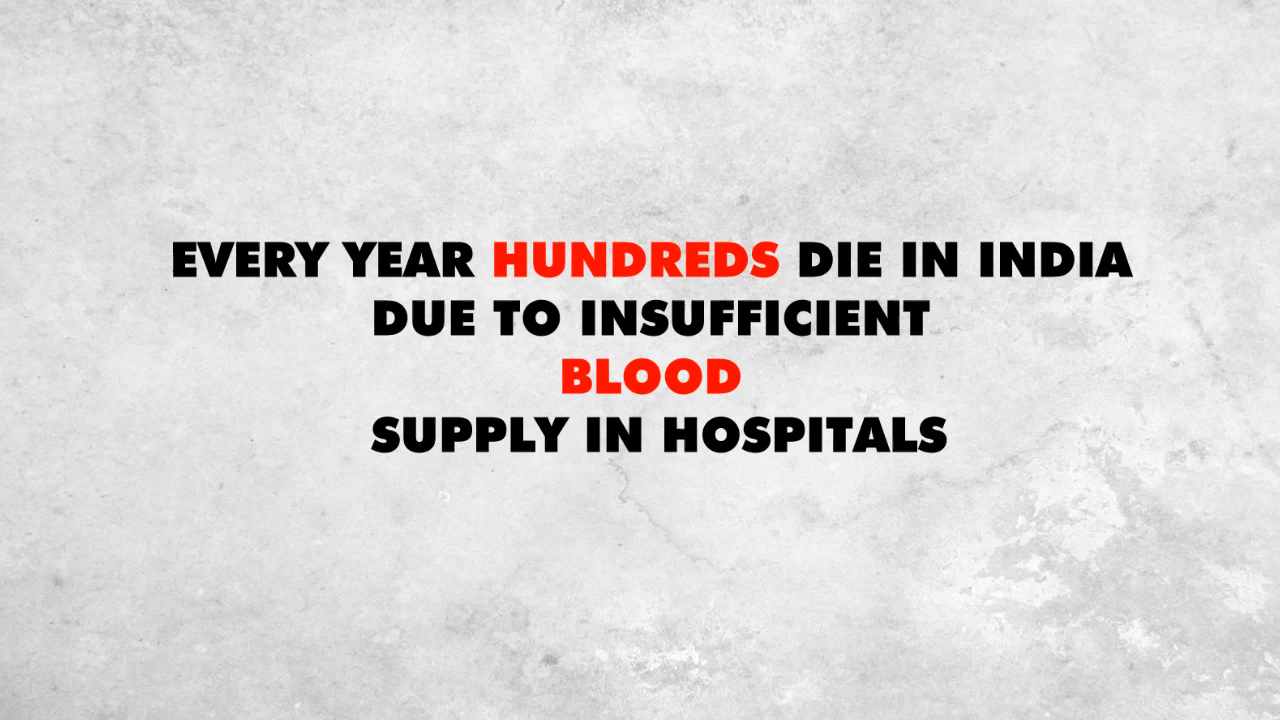 EVERY YEAR HUNDREDS DIE IN INDIA
DUE TO INSUFFICIENT
BLOOD
SUPPLY IN HOSPITALS